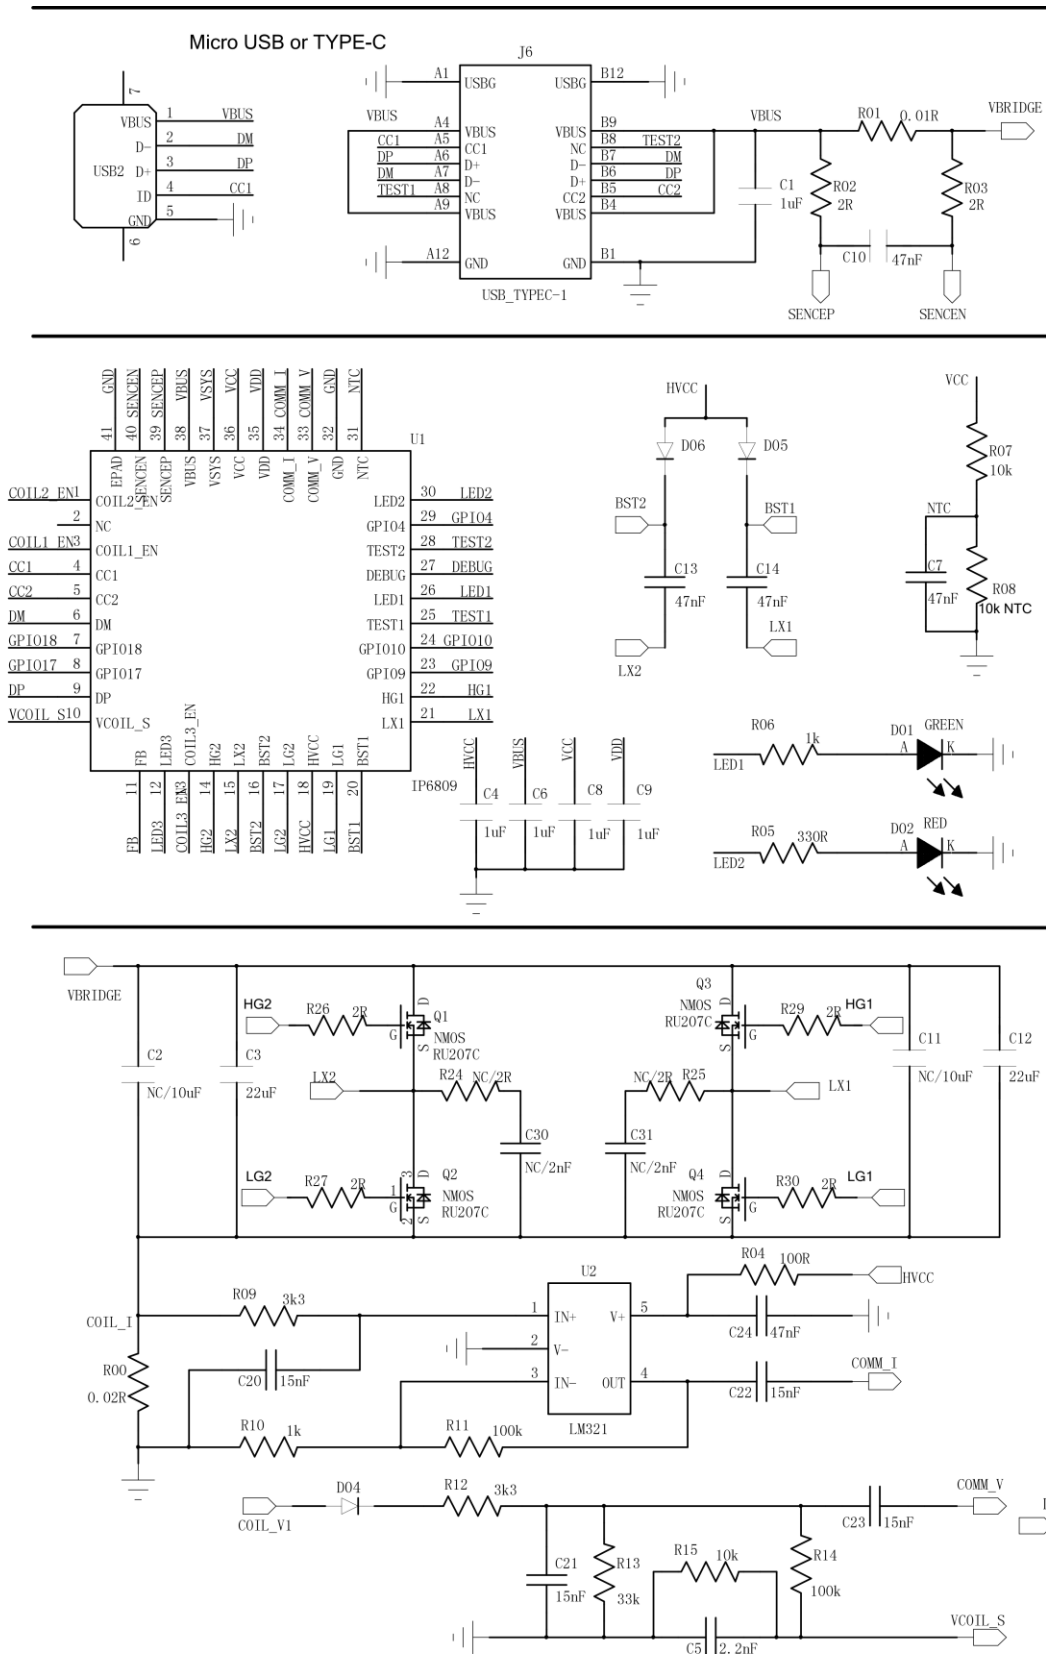 Micro USB or TYPE-C
J6
7
1 VBUS
VBUS
2 DM
D-
USB2
3 DP
D+
4 CC1
ID
5
GND
6
A1 USBG
USBG B12
VBUS
A4 VBUS
VBUS B9
CC1 A5 CC1
NC B8 TEST2
DP A6 D+
D- B7 DM
DM A7 D-
D+ B6 DP
TEST1 A8 NC
CC2 B5 CC2
A9 VBUS
VBUS B4
A12 GND
GND B1
USB_TYPEC-1
VBUS
R01
0.01R
VBRIDGE
C1
1uF
R02
2R
R03
2R
C10
47nF
SENCEP
SENCEN
GND
SENCEN
SENCEP
VBUS
VSYS
VCC
VDD
COMM_I
COMM_V
GND
NTC
41
40
39
38
37
36
35
34
33
32
31
U1
EPAD
SENCEN
SENCEP
VBUS
VSYS
VCC
VDD
COMM_I
COMM_V
GND
NTC
COIL2_EN 1 COIL2_EN
2 NC
COIL1_EN 3 COIL1_EN
CC1 4 CC1
CC2 5 CC2
DM 6 DM
GPIO18 7 GPIO18
GPIO17 8 GPIO17
DP 9 DP
VCOIL_S 10 VCOIL_S
LED2 30 LED2
GPIO4 29 GPIO4
TEST2 28 TEST2
DEBUG 27 DEBUG
LED1 26 LED1
TEST1 25 TEST1
GPIO10 24 GPIO10
GPIO9 23 GPIO9
HG1 22 HG1
LX1 21 LX1
FB
LED3
COIL3_EN
HG2
LX2
BST2
LG2
HVCC
LG1
BST1
11
12
13
14
15
16
17
18
19
20
FB
LED3
COIL3_EN
HG2
LX2
BST2
LG2
HVCC
LG1
BST1
IP6809
HVCC
VBUS
VCC
VDD
C4
C6
C8
C9
1uF
1uF
1uF
1uF
HVCC
D06
D05
BST2
BST1
C13
C14
47nF
47nF
LX1
LX2
VCC
R07
10k
NTC
C7
47nF
R08
10k NTC
R06
1k
LED1
D01
GREEN
A
K
R05
330R
LED2
D02
RED
A
K
VBRIDGE
HG2
R26
2R
Q1
D
G
S
NMOS
RU207C
Q3
D
NMOS
RU207C
G
S
R29
2R
HG1
C2
NC/10uF
C3
22uF
LX2
R24
NC/2R
NC/2R
R25
LX1
C11
NC/10uF
C12
22uF
C30
NC/2nF
C31
NC/2nF
LG2
R27
2R
3
D
1
G
2
S
Q2
NMOS
RU207C
Q4
D
NMOS
RU207C
G
S
R30
2R
LG1
U2
R04
100R
HVCC
COIL_I
R09
3k3
1 IN+
V+ 5
C24
47nF
2 V-
C20
15nF
3 IN-
OUT 4
COMM_I
C22
15nF
R00
0.02R
LM321
R10
1k
R11
100k
COIL_V1
D04
R12
3k3
COMM_V
C23
15nF
C21
15nF
R13
33k
R15
10k
R14
100k
C5
2.2nF
VCOIL_S